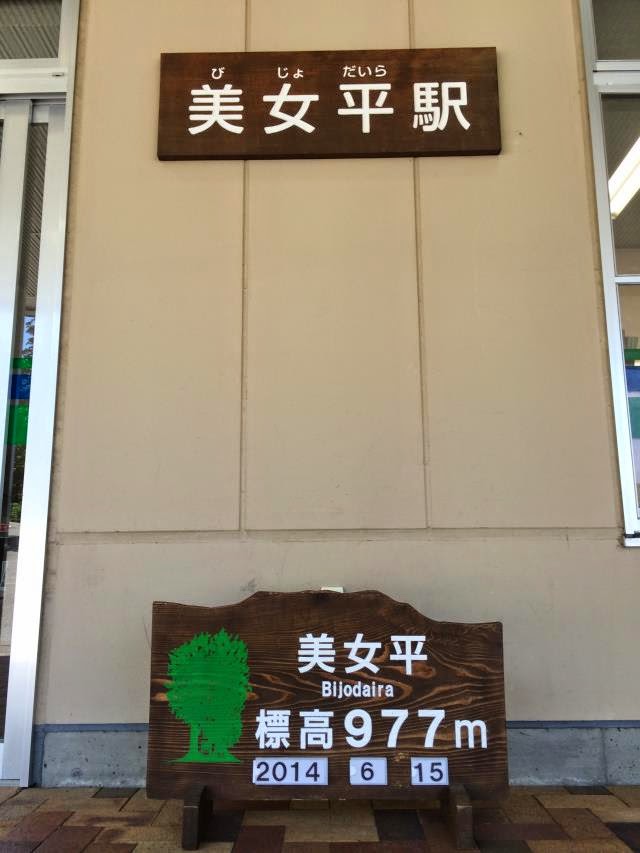 び じょ だいら
美女平駅
美女平
Bijodaira
標高977m
2014 6 15